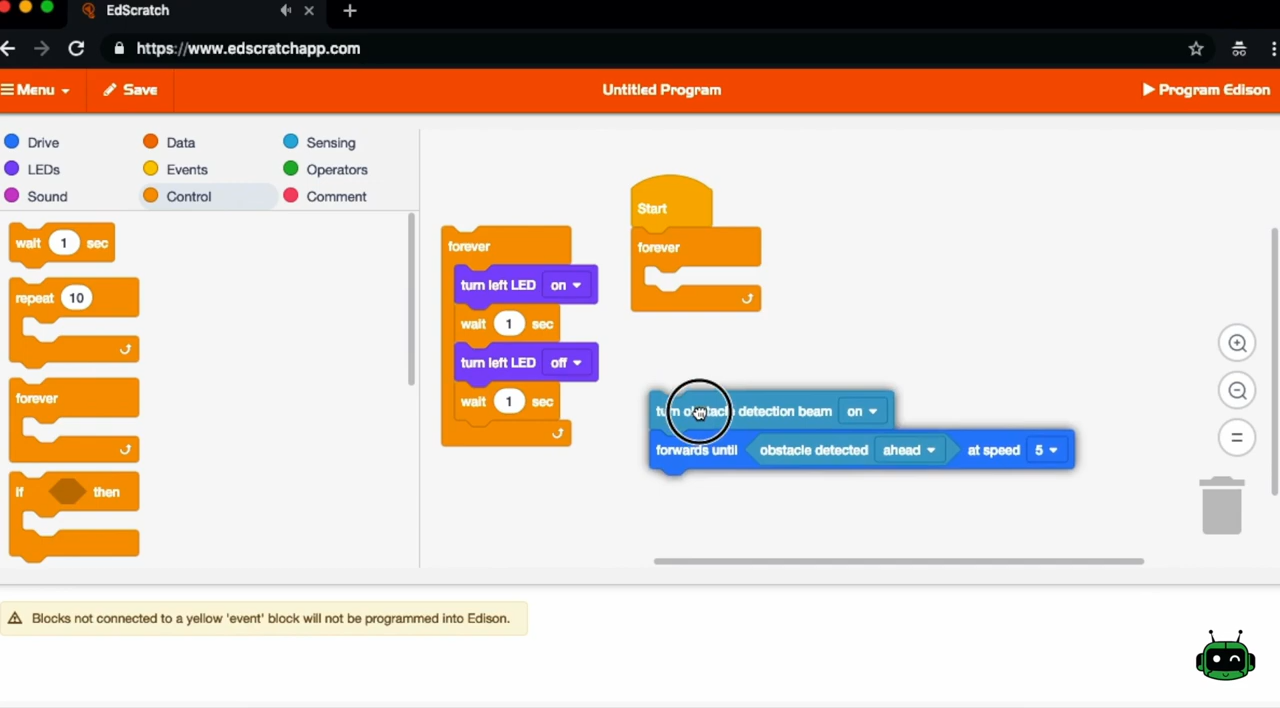 EdScratch
https://www.edscratchapp.com
Menu
Save
Untitled Program
Program Edison
Drive
Data
Sensing
LEDs
Events
Operators
Sound
Control
Comment
wait 1 sec
repeat 10
forever
if then
forever
turn left LED on
wait 1 sec
turn left LED off
wait 1 sec
Start
forever
turn obstacle detection beam on
forwards until obstacle detected ahead at speed 5
Blocks not connected to a yellow 'event' block will not be programmed into Edison.